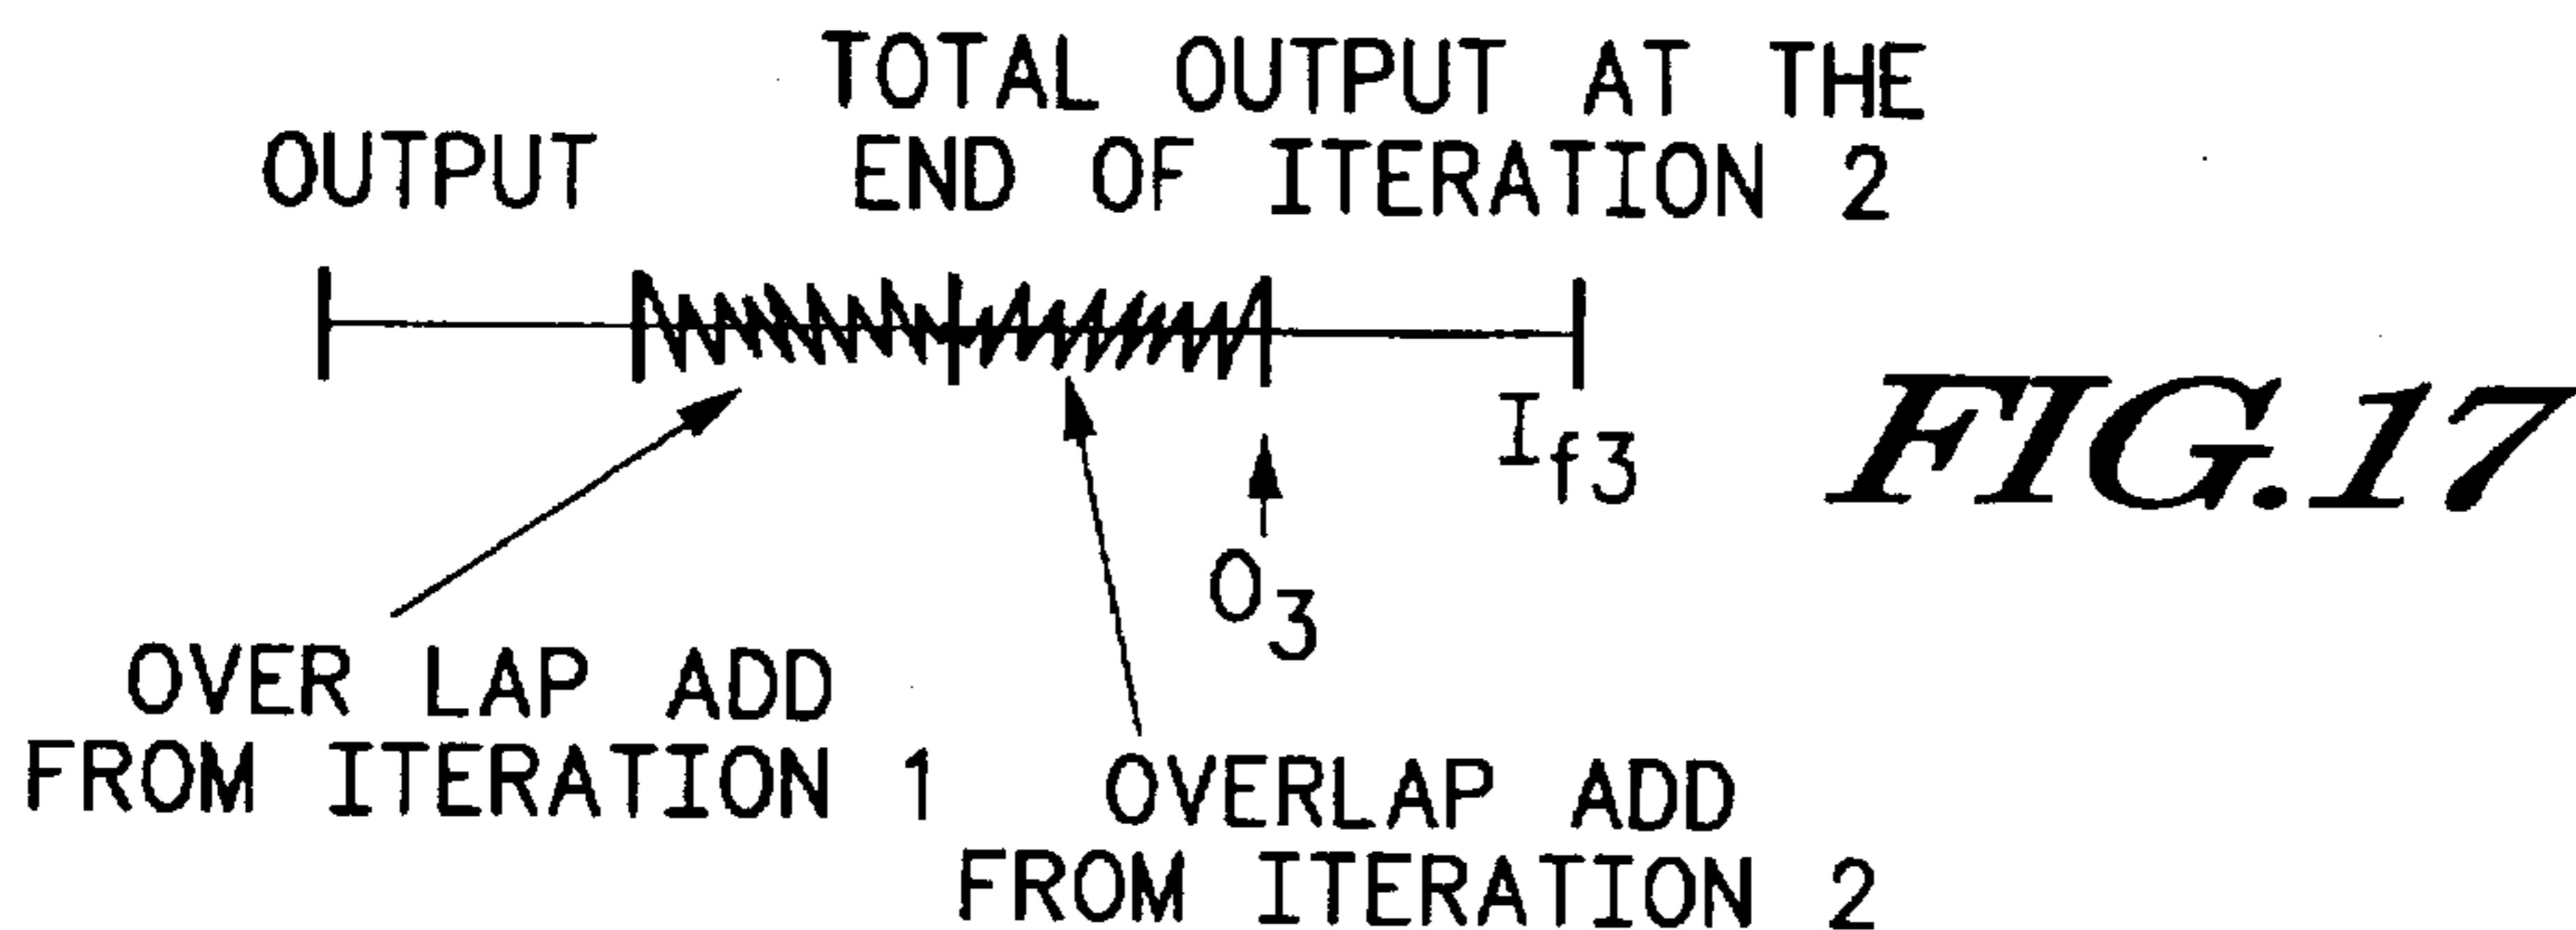 TOTAL OUTPUT AT THE
OUTPUT
END OF ITERATION 2
I_f3
FIG.17
O_3
OVER LAP ADD
FROM ITERATION 1
OVERLAP ADD
FROM ITERATION 2